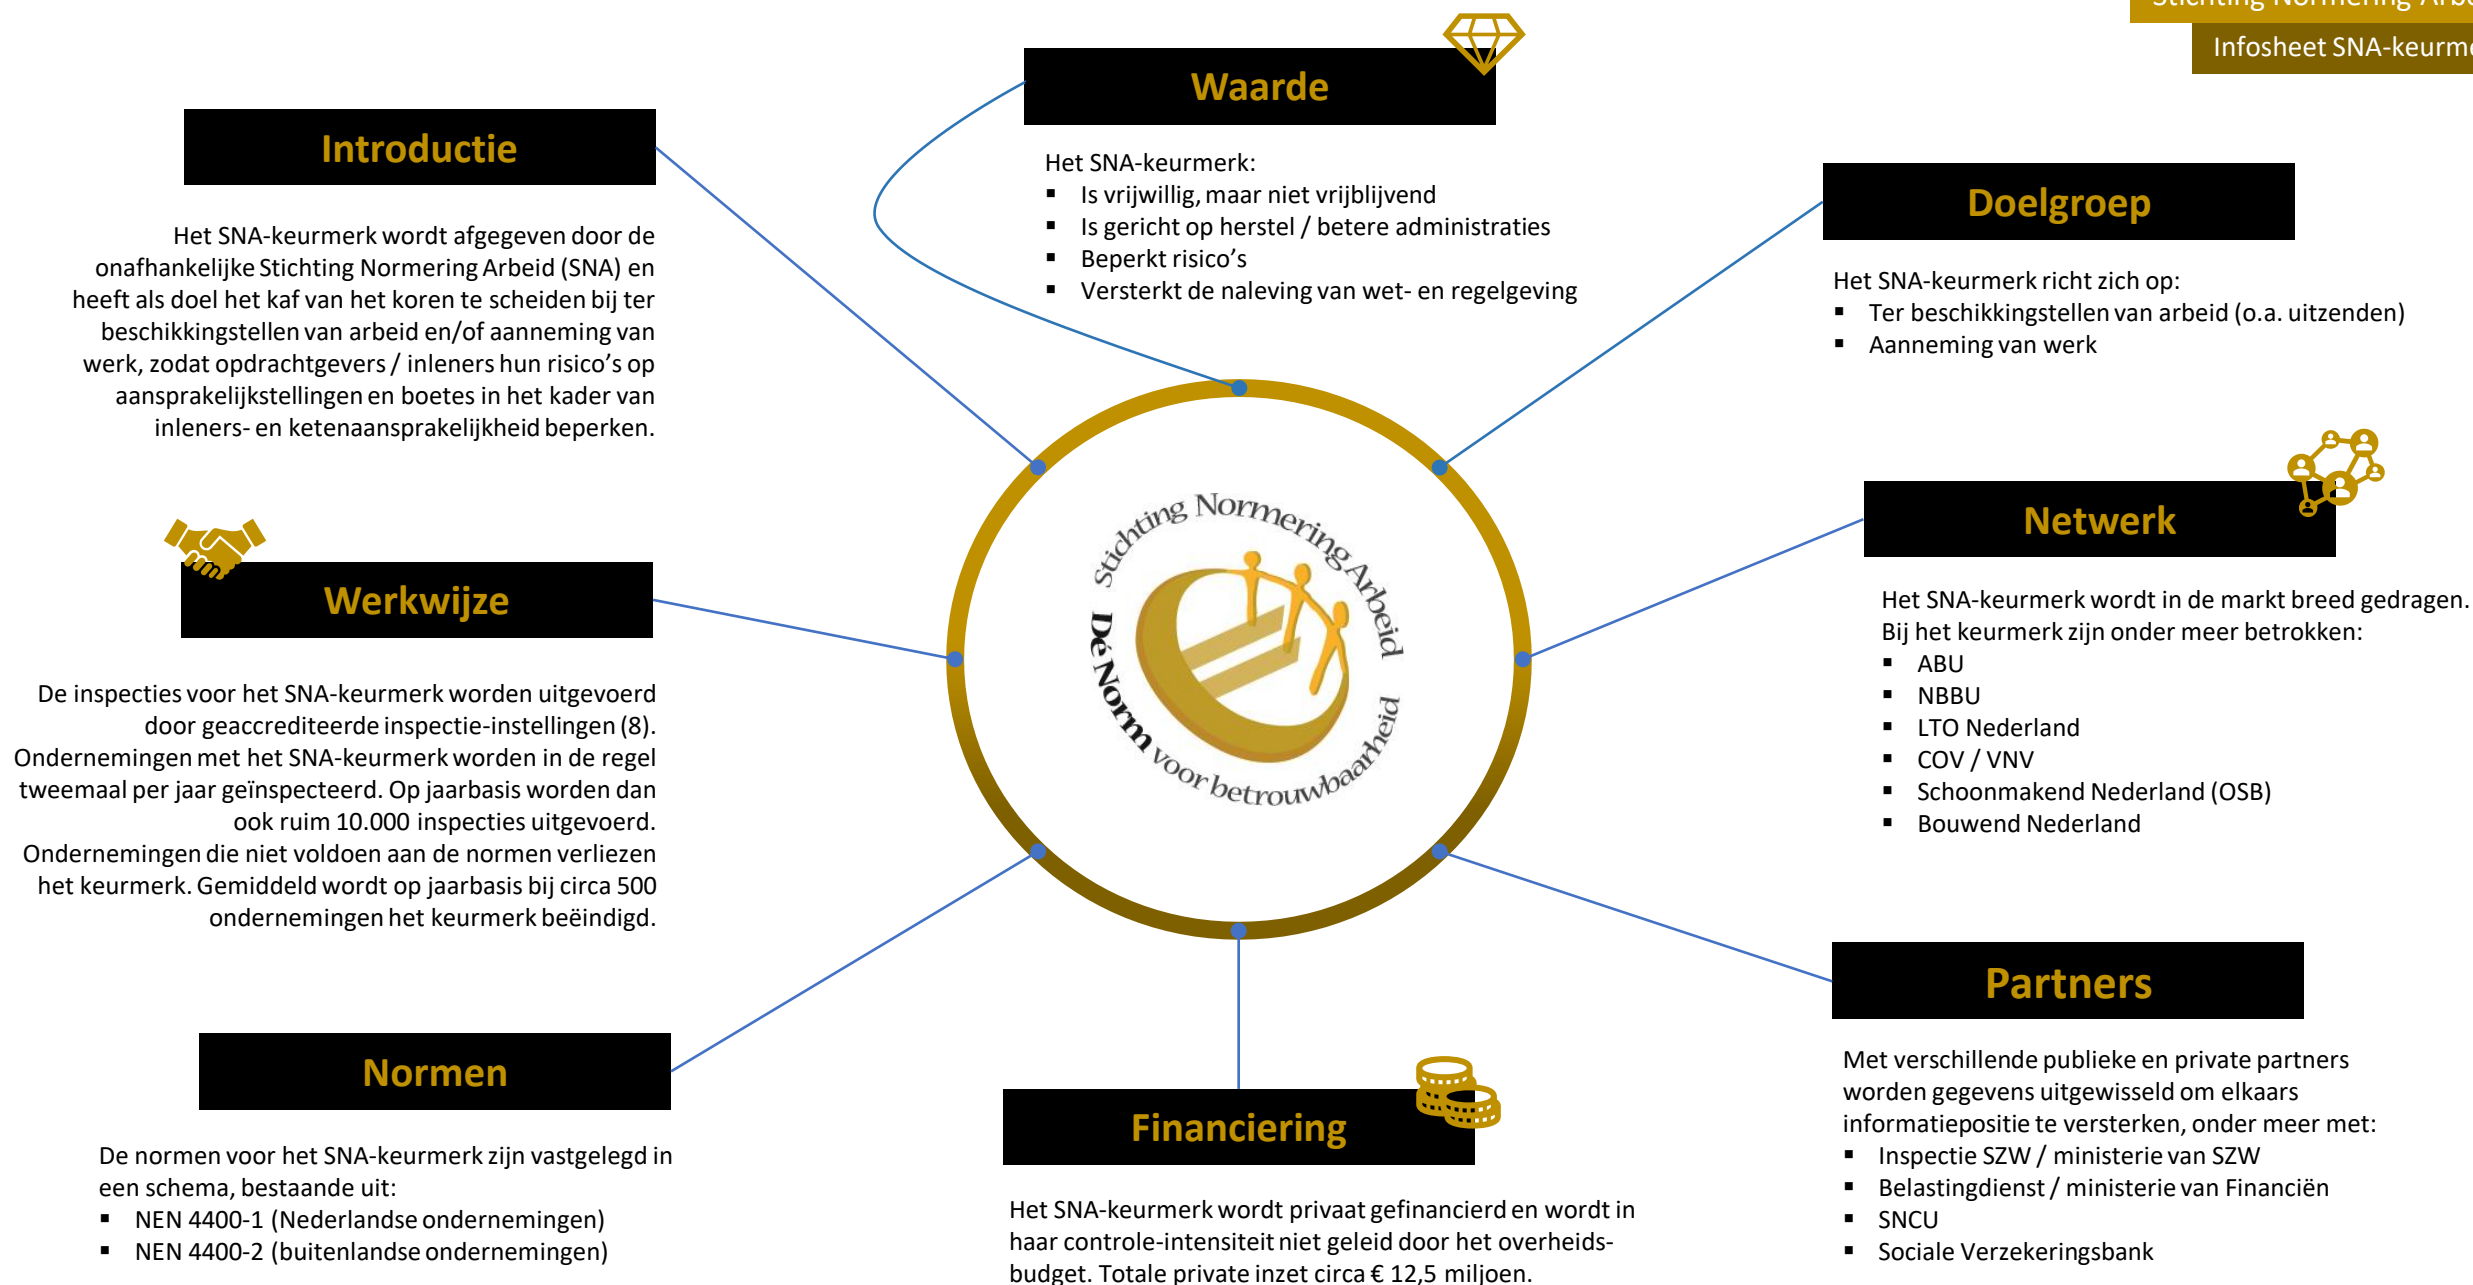 Stichting Normering
Infosheet
Introductie
Het SNA-keurmerk wordt afgegeven door de
onafhankelijke Stichting Normering Arbeid (SNA) en
heeft als doel het kaf van het koren te scheiden bij ter
beschikkingstellen van arbeid en/of aanneming van
werk, zodat opdrachtgevers / inleners hun risico’s op
aansprakelijkstellingen en boetes in het kader van
inleners- en ketenaansprakelijkheid beperken.
Waarde
Het SNA-keurmerk:
▪ Is vrijwillig, maar niet vrijblijvend
▪ Is gericht op herstel / betere administraties
▪ Beperkt risico’s
▪ Versterkt de naleving van wet- en regelgeving
Doelgroep
Het SNA-keurmerk richt zich op:
▪ Ter beschikkingstellen van arbeid (o.a. uitzenden)
▪ Aanneming van werk
Werkwijze
De inspecties voor het SNA-keurmerk worden uitgevoerd
door geaccrediteerde inspectie-instellingen (8).
Ondernemingen met het SNA-keurmerk worden in de regel
tweemaal per jaar geïnspecteerd. Op jaarbasis worden dan
ook ruim 10.000 inspecties uitgevoerd.
Ondernemingen die niet voldoen aan de normen verliezen
het keurmerk. Gemiddeld wordt op jaarbasis bij circa 500
ondernemingen het keurmerk beëindigd.
Stichting Normering Arbeid
Dé Norm voor betrouwbaarheid
Netwerk
Het SNA-keurmerk wordt in de markt breed gedragen.
Bij het keurmerk zijn onder meer betrokken:
▪ ABU
▪ NBBU
▪ LTO Nederland
▪ COV / VNV
▪ Schoonmakend Nederland (OSB)
▪ Bouwend Nederland
Normen
De normen voor het SNA-keurmerk zijn vastgelegd in
een schema, bestaande uit:
▪ NEN 4400-1 (Nederlandse ondernemingen)
▪ NEN 4400-2 (buitenlandse ondernemingen)
Financiering
Het SNA-keurmerk wordt privaat gefinancierd en wordt in
haar controle-intensiteit niet geleid door het overheids-
budget. Totale private inzet circa € 12,5 miljoen.
Partners
Met verschillende publieke en private partners
worden gegevens uitgewisseld om elkaars
informatiepositie te versterken, onder meer met:
▪ Inspectie SZW / ministerie van SZW
▪ Belastingdienst / ministerie van Financiën
▪ SNCU
▪ Sociale Verzekeringsbank